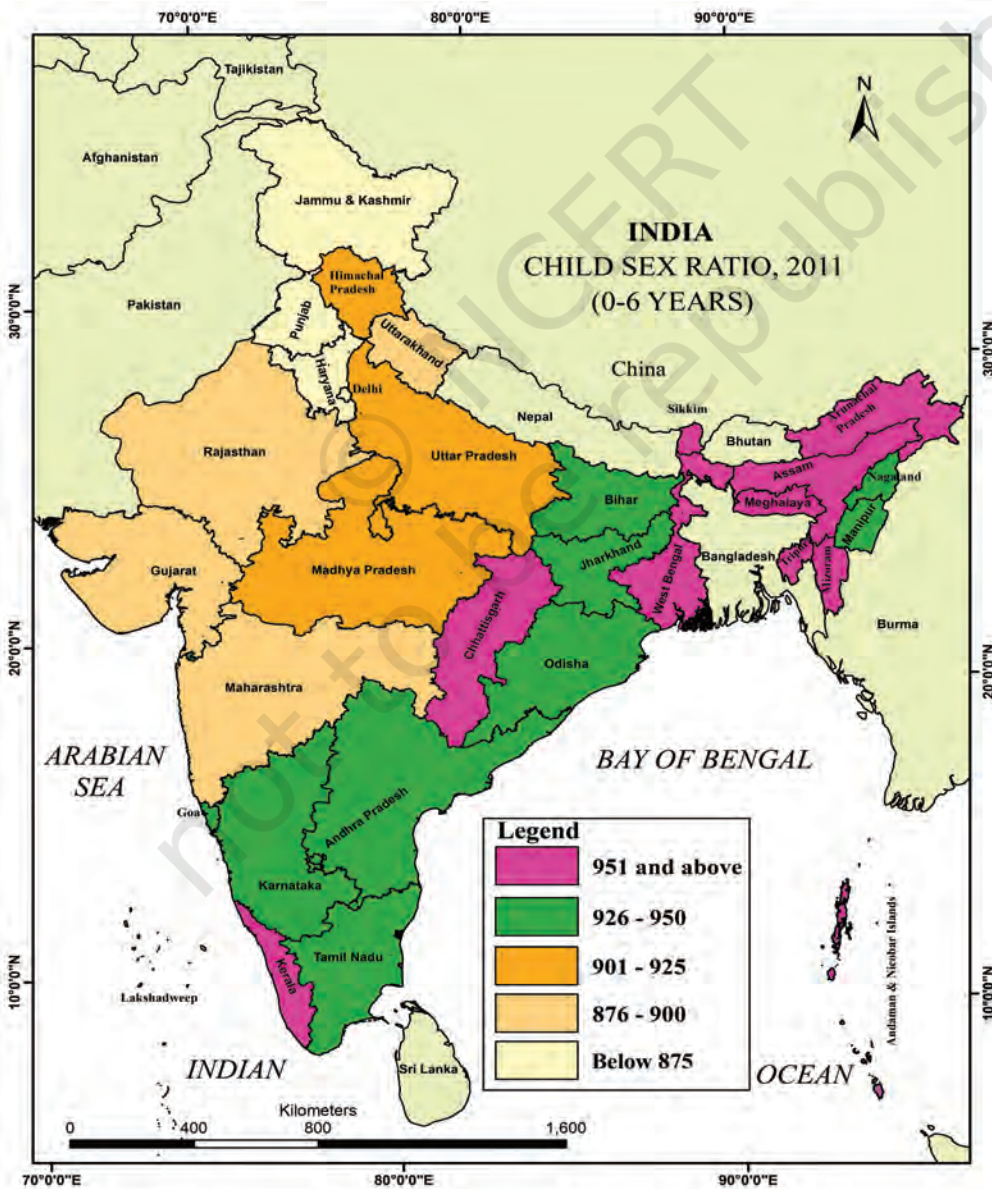 70°0'0"E 80°0'0"E 90°0'0"E
Tajikistan
N
Afghanistan
Jammu & Kashmir
INDIA
CHILD SEX RATIO, 2011
(0-6 YEARS)
Himachal
Pradesh
30°0'0"N
Pakistan
Punjab
Uttarakhand
30°0'0"N
Haryana
China
Delhi
Sikkim
Arunachal
Pradesh
Nepal
Bhutan
Rajasthan
Uttar Pradesh
Assam
Nagaland
Bihar
Meghalaya
Manipur
Jharkhand
Bangladesh
Gujarat
Madhya Pradesh
West Bengal
Tripura
Mizoram
Chhattisgarh
Burma
20°0'0"N
Odisha
20°0'0"N
Maharashtra
ARABIAN
SEA
BAY OF BENGAL
Goa
Andhra Pradesh
Legend
951 and above
Karnataka
926 - 950
Tamil Nadu
901 - 925
Kerala
Andaman & Nicobar Islands
10°0'0"N
Lakshadweep
10°0'0"N
876 - 900
INDIAN
Sri Lanka
Below 875
OCEAN
Kilometers
0 400 800 1,600
70°0'0"E 80°0'0"E 90°0'0"E
© NCERT
not to be republish